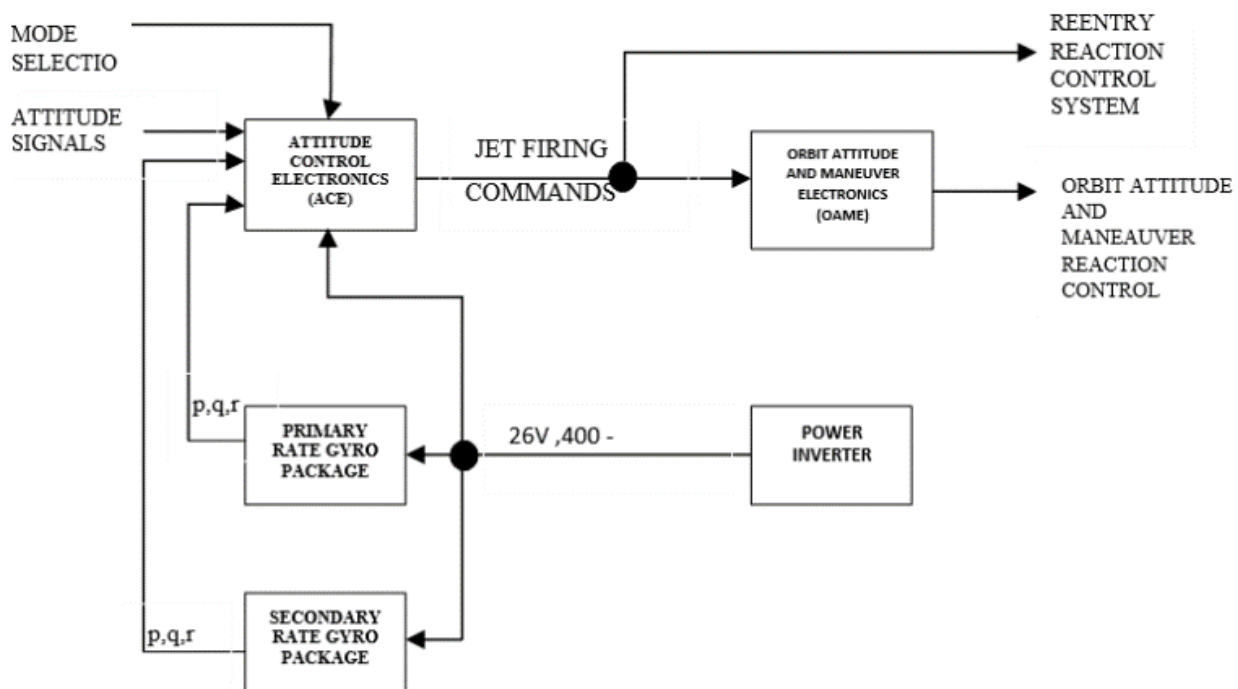 MODE
SELECTIO
ATTITUDE
SIGNALS
ATTITUDE
CONTROL
ELECTRONICS
(ACE)
JET FIRING
COMMANDS
REENTRY
REACTION
CONTROL
SYSTEM
ORBIT ATTITUDE
AND MANEUVER
ELECTRONICS
(OAME)
ORBIT ATTITUDE
AND
MANEAUVER
REACTION
CONTROL
p,q,r
PRIMARY
RATE GYRO
PACKAGE
26V ,400 -
POWER
INVERTER
p,q,r
SECONDARY
RATE GYRO
PACKAGE